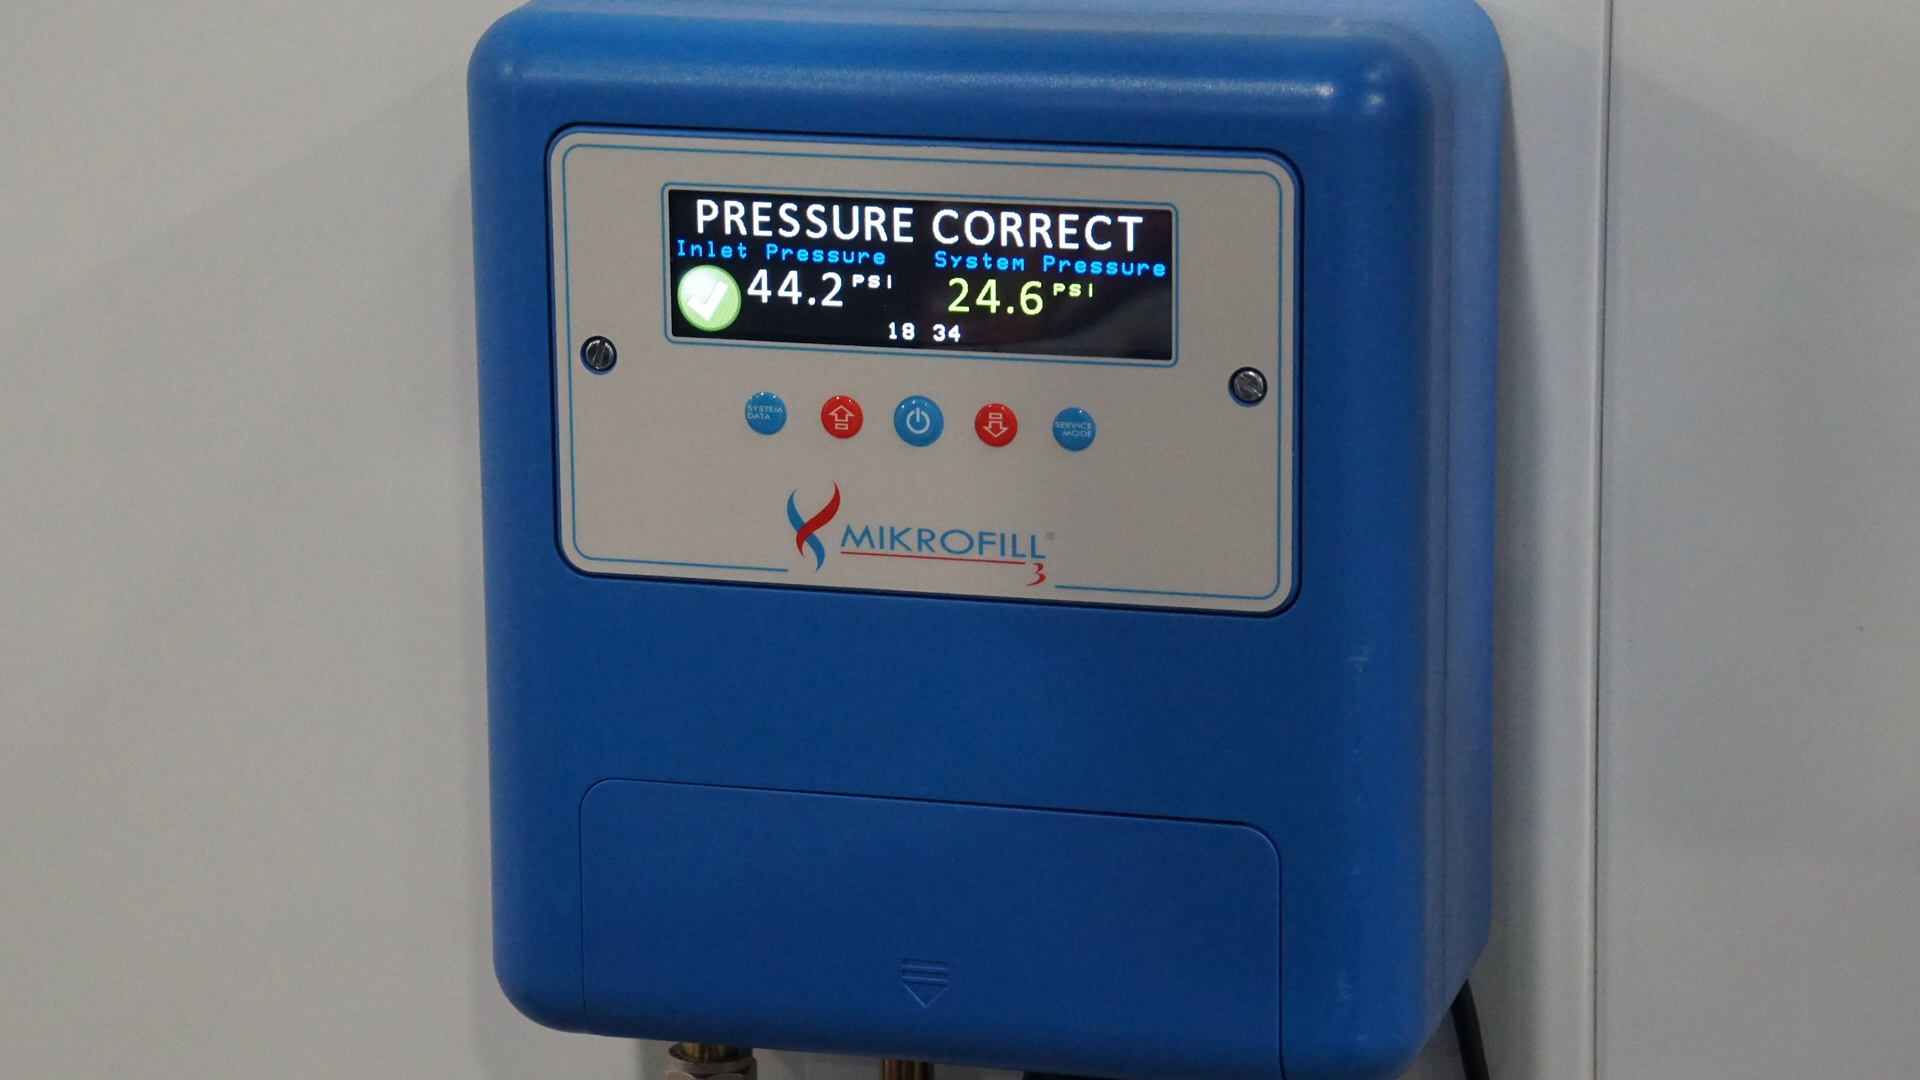 PRESSURE CORRECT
Inlet Pressure System Pressure
44.2 PSI 24.6 PSI
18 34
SYSTEM
DATA
SERVICE
MODE
MIKROFILL®
3